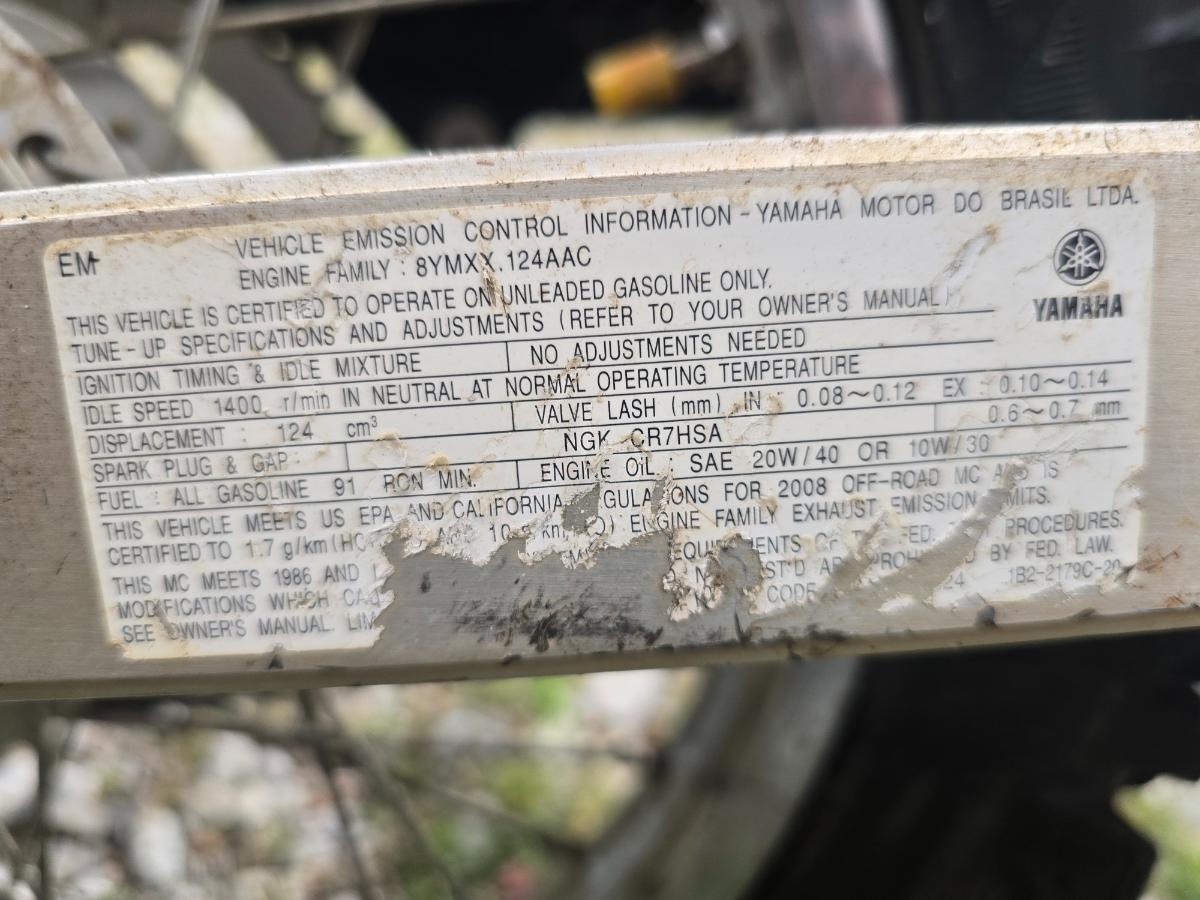 EM
VEHICLE EMISSION CONTROL INFORMATION - YAMAHA MOTOR DO BRASIL LTDA.
ENGINE FAMILY : 8YMXX.124AAC
YAMAHA
THIS VEHICLE IS CERTIFIED TO OPERATE ON UNLEADED GASOLINE ONLY.
TUNE-UP SPECIFICATIONS AND ADJUSTMENTS (REFER TO YOUR OWNER'S MANUAL)
IGNITION TIMING & IDLE MIXTURE NO ADJUSTMENTS NEEDED
IDLE SPEED 1400 r/min IN NEUTRAL AT NORMAL OPERATING TEMPERATURE
DISPLACEMENT : 124 cm³ VALVE LASH (mm) IN : 0.08～0.12 EX : 0.10～0.14
SPARK PLUG & GAP : NGK CR7HSA 0.6～0.7 mm
FUEL : ALL GASOLINE 91 RON MIN. ENGINE OIL : SAE 20W/40 OR 10W/30
THIS VEHICLE MEETS US EPA AND CALIFORNIA REGULATIONS FOR 2008 OFF-ROAD MC AND IS
CERTIFIED TO 1.7 g/km(HC ENGINE FAMILY EXHAUST EMISSION
THIS MC MEETS 1986 AND PROCEDURES.
MODIFICATIONS WHICH BY FED. LAW.
SEE OWNER'S MANUAL. CODE 1B2-2179C-20